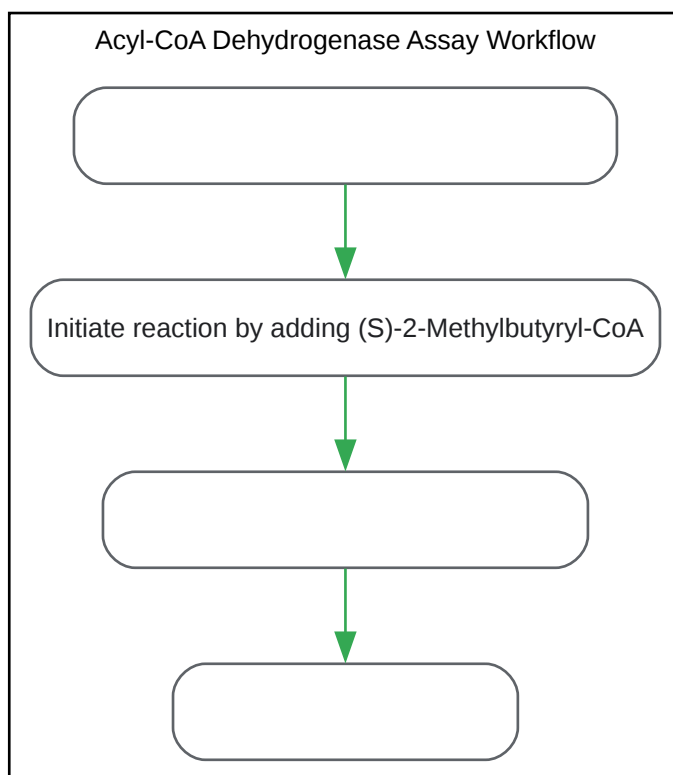 Acyl-CoA Dehydrogenase Assay Workflow
Initiate reaction by adding (S)-2-Methylbutyryl-CoA